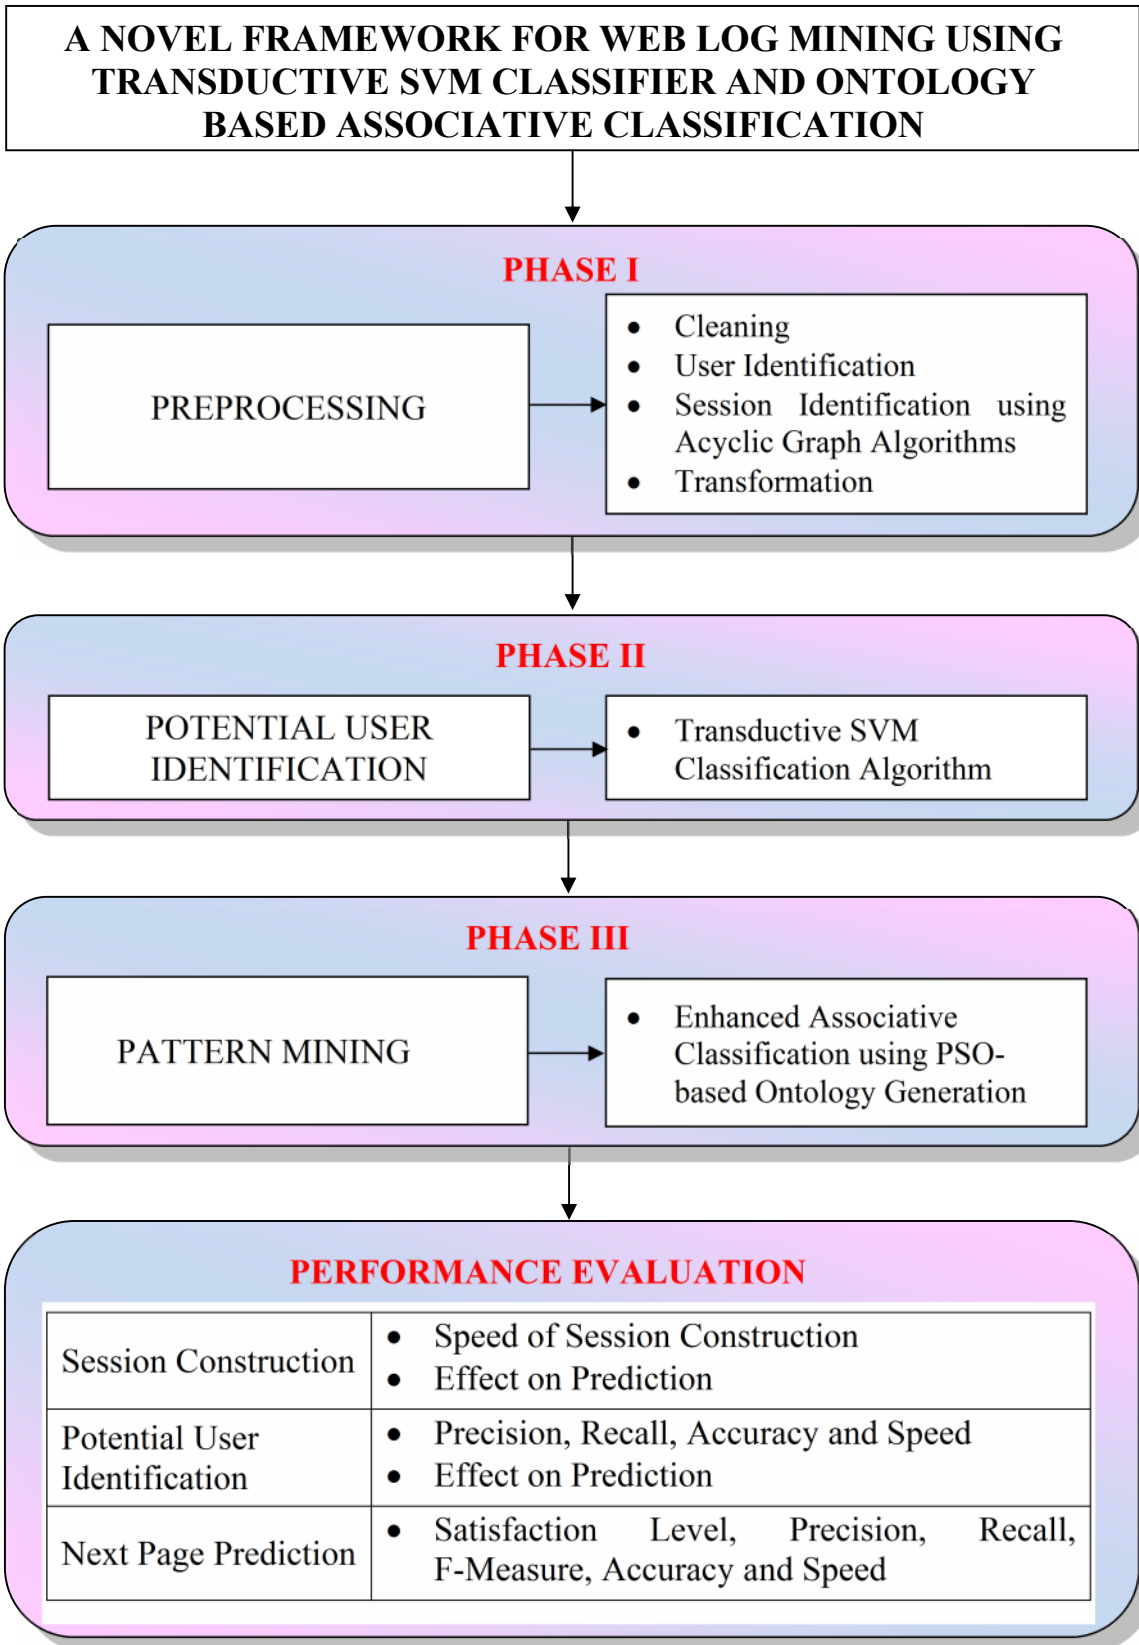 A NOVEL FRAMEWORK FOR WEB LOG MINING USING
TRANSDUCTIVE SVM CLASSIFIER AND ONTOLOGY
BASED ASSOCIATIVE CLASSIFICATION
PHASE I
PREPROCESSING
• Cleaning
• User Identification
• Session Identification using
Acyclic Graph Algorithms
• Transformation
PHASE II
POTENTIAL USER
IDENTIFICATION
• Transductive SVM
Classification Algorithm
PHASE III
PATTERN MINING
• Enhanced Associative
Classification using PSO-
based Ontology Generation
PERFORMANCE EVALUATION
Session Construction
• Speed of Session Construction
• Effect on Prediction
Potential User
Identification
• Precision, Recall, Accuracy and Speed
• Effect on Prediction
Next Page Prediction
• Satisfaction Level, Precision, Recall,
F-Measure, Accuracy and Speed